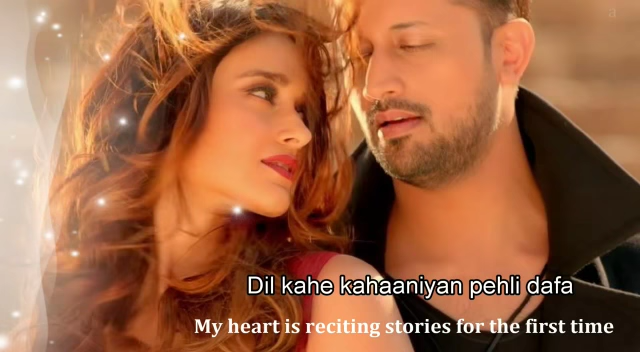 Dil kahe kahaaniyan pehli dafa
My heart is reciting stories for the first time